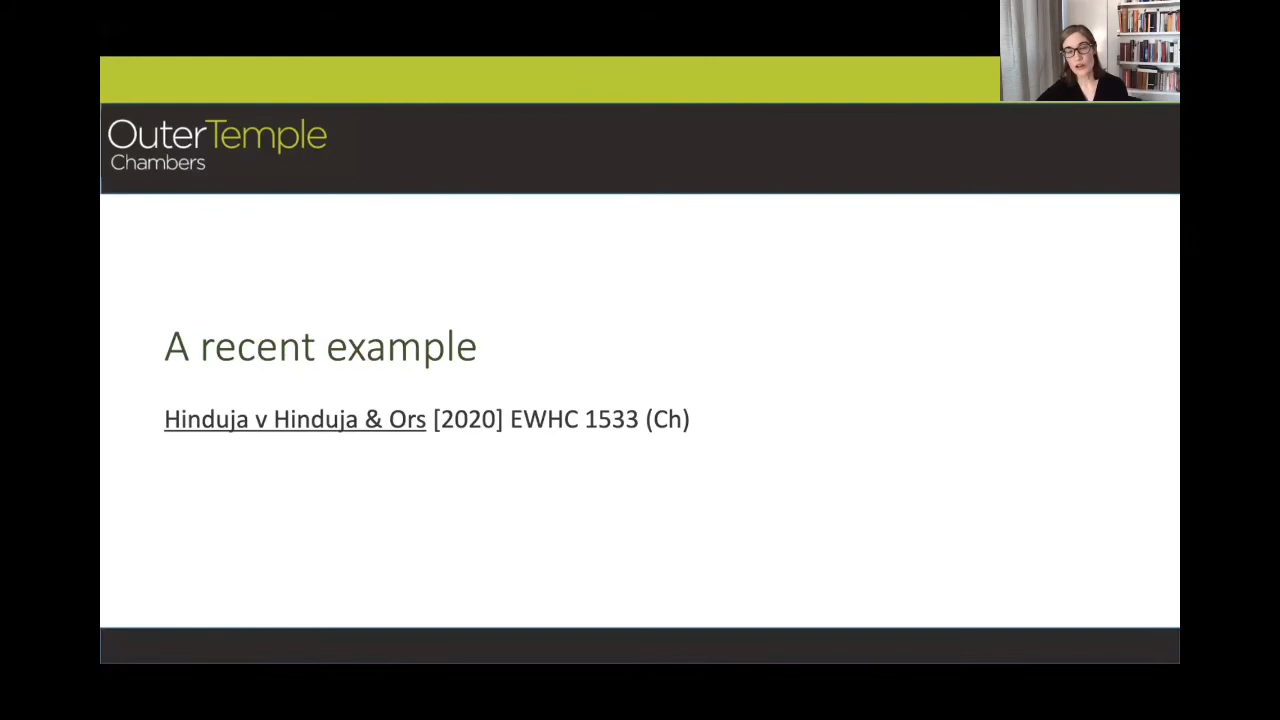 OuterTemple
Chambers
A recent example
Hinduja v Hinduja & Ors [2020] EWHC 1533 (Ch)